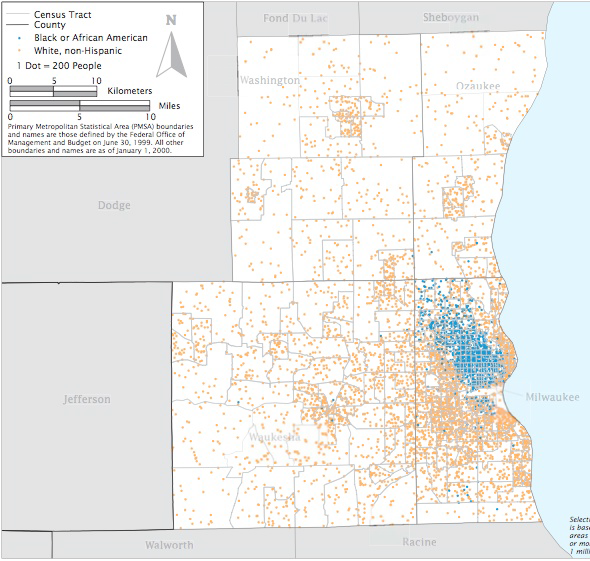 Census Tract
County
Black or African American
White, non-Hispanic
1 Dot = 200 People
0 5 10
Kilometers
Miles
0 10
Primary Metropolitan Statistical Area (PMSA) boundaries
and names are those defined by the Federal Office of
Management and Budget on June 30, 1999. All other
boundaries and names are as of January 1, 2000.
N
Fond Du Lac
Sheboygan
Washington
Ozaukee
Dodge
Jefferson
Milwaukee
Waukesha
Walworth
Racine
Selecti
is base
areas
or mo
1 milli